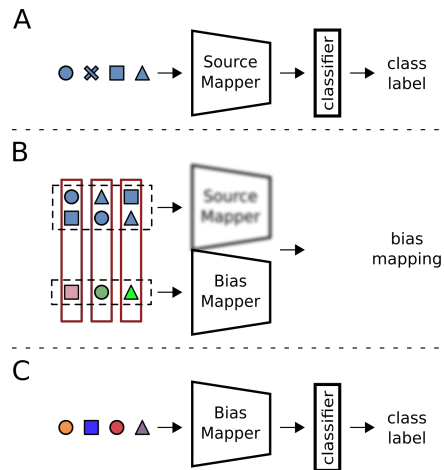 A
Source
Mapper
classifier
class
label
B
Source
Mapper
bias
mapping
Bias
Mapper
C
Bias
Mapper
classifier
class
label